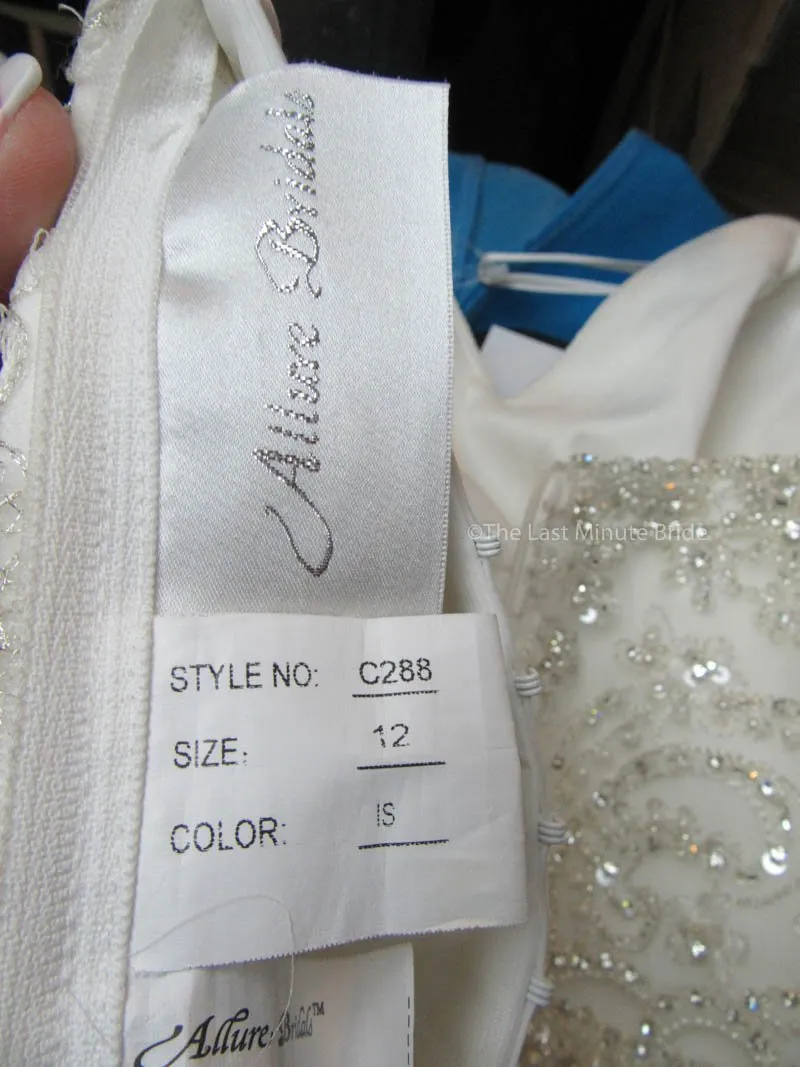 Allure Bridals
©The Last Minute Bride
STYLE NO: C288
SIZE: 12
COLOR: IS
Allure Bridals™